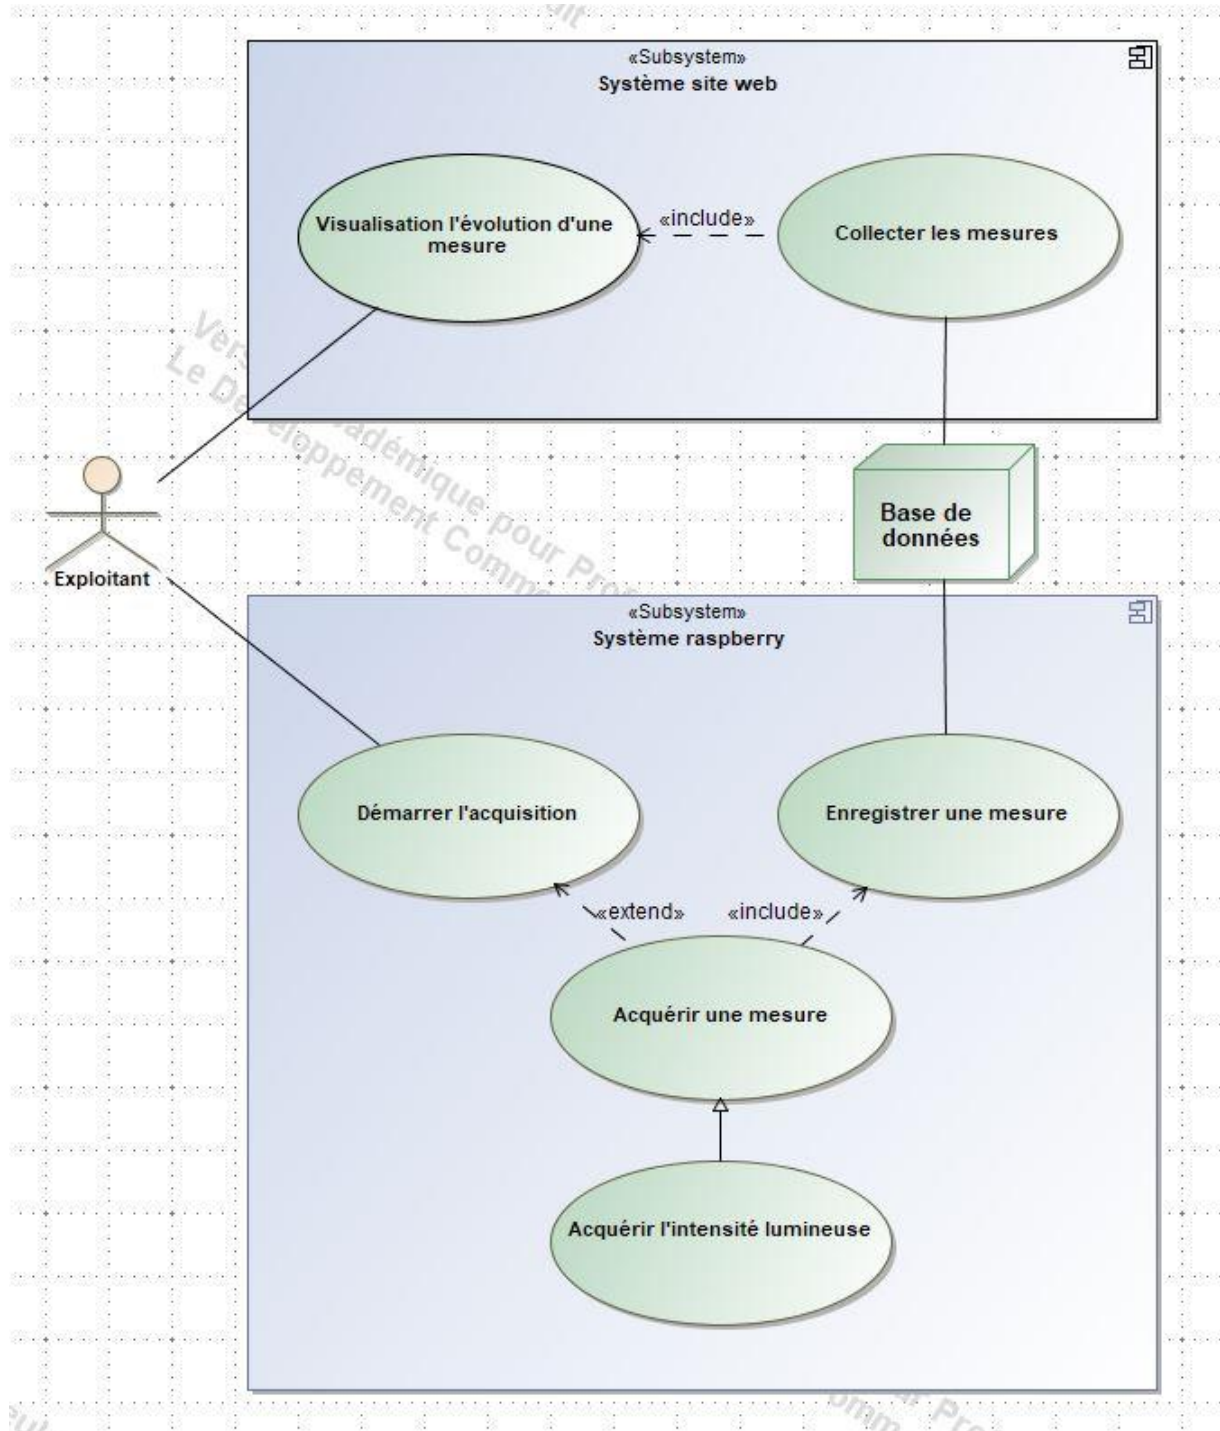 «Subsystem»
Système site web
Visualisation l'évolution d'une
mesure
«include»
Collecter les mesures
Base de
données
Exploitant
«Subsystem»
Système raspberry
Démarrer l'acquisition
Enregistrer une mesure
«extend»
«include»
Acquérir une mesure
Acquérir l'intensité lumineuse